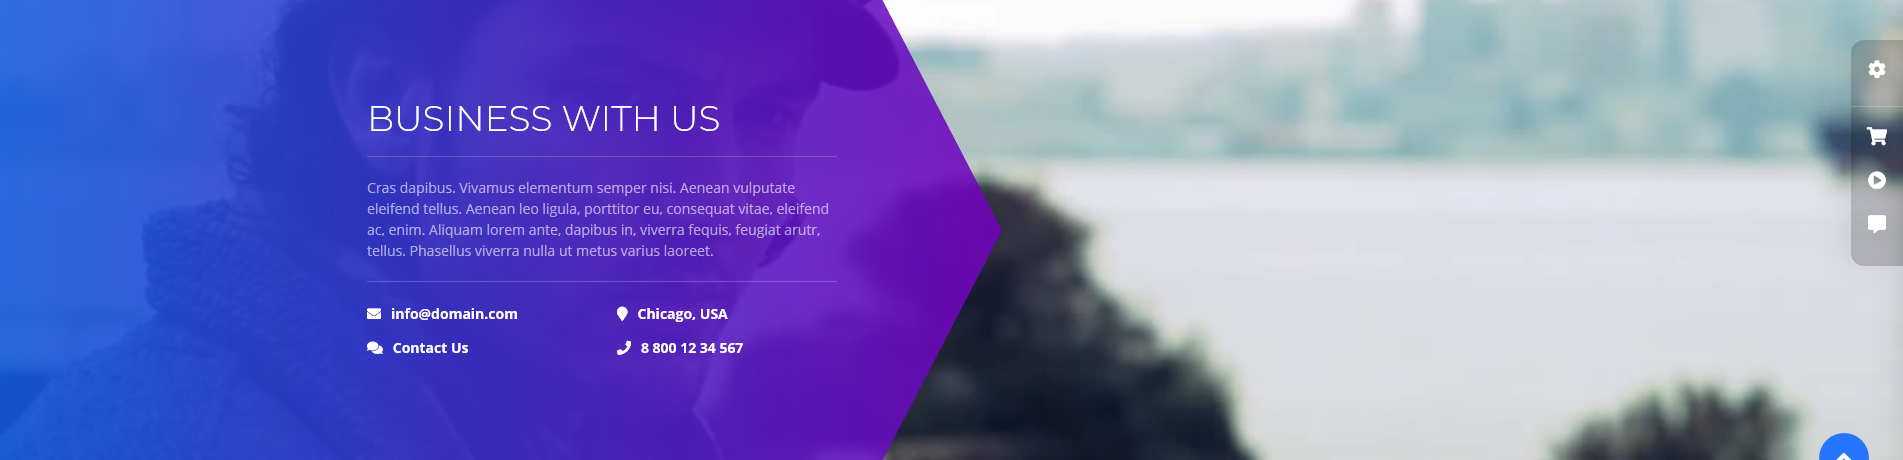 BUSINESS WITH US
Cras dapibus. Vivamus elementum semper nisi. Aenean vulputate
eleifend tellus. Aenean leo ligula, porttitor eu, consequat vitae, eleifend
ac, enim. Aliquam lorem ante, dapibus in, viverra fequis, feugiat arutr,
tellus. Phasellus viverra nulla ut metus varius laoreet.
info@domain.com
Chicago, USA
Contact Us
8 800 12 34 567